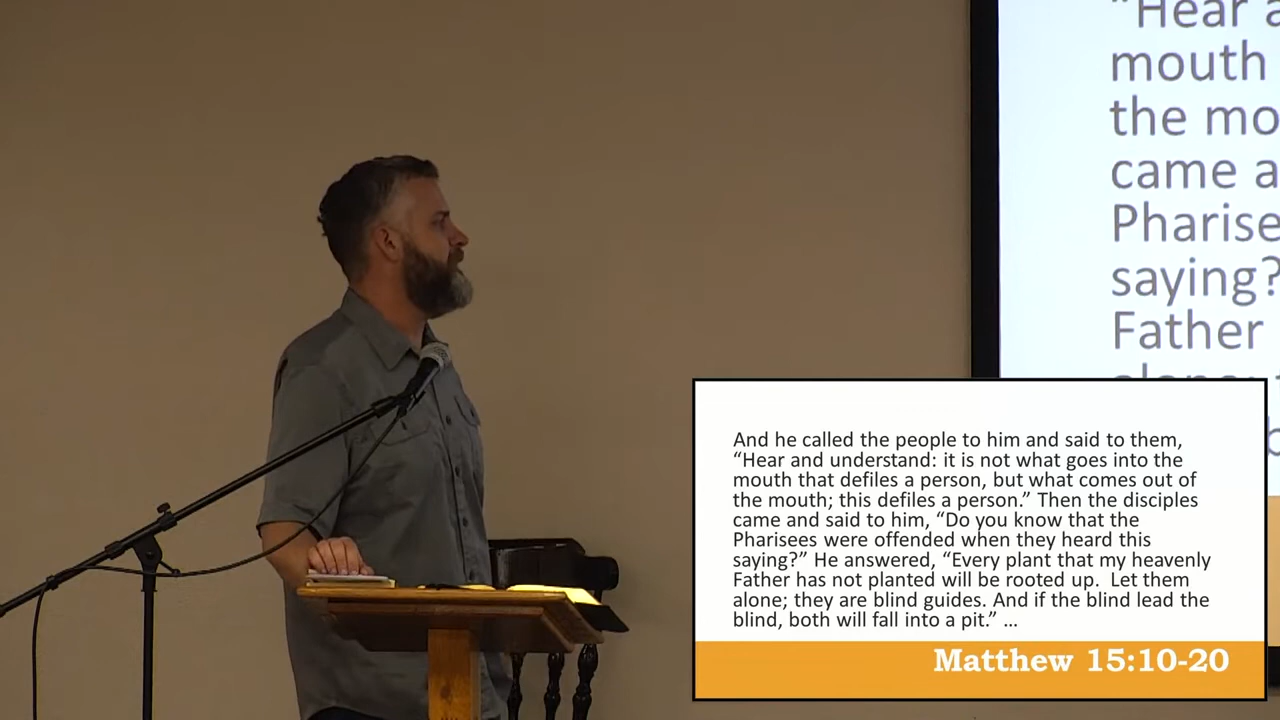 "Hear a
mouth
the mo
came a
Pharise
saying?
Father
And he called the people to him and said to them,
“Hear and understand: it is not what goes into the
mouth that defiles a person, but what comes out of
the mouth; this defiles a person.” Then the disciples
came and said to him, “Do you know that the
Pharisees were offended when they heard this
saying?” He answered, “Every plant that my heavenly
Father has not planted will be rooted up. Let them
alone; they are blind guides. And if the blind lead the
blind, both will fall into a pit.” ...
Matthew 15:10-20